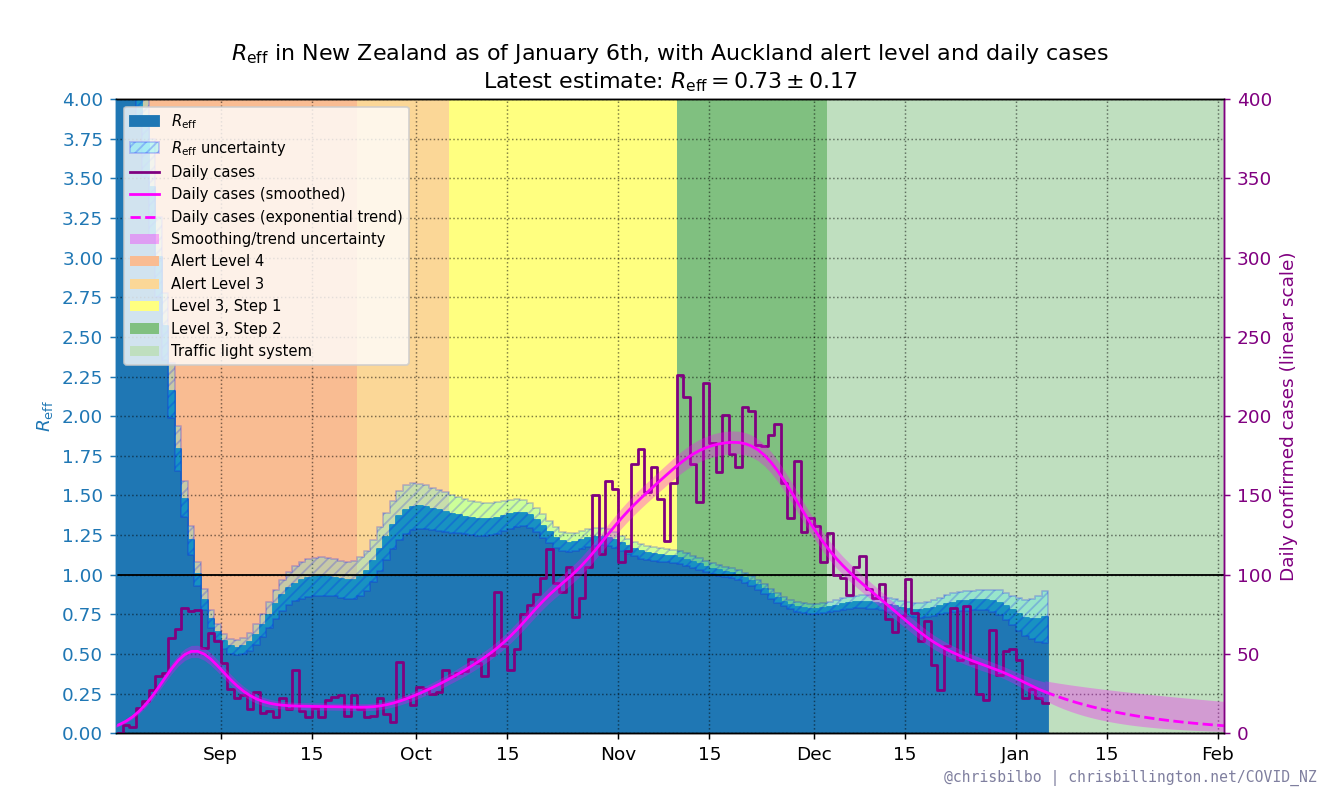 Reff in New Zealand as of January 6th, with Auckland alert level and daily cases
Latest estimate: Reff = 0.73 ± 0.17
4.00
3.75
3.50
3.25
3.00
2.75
2.50
2.25
2.00
1.75
1.50
1.25
1.00
0.75
0.50
0.25
0.00
Reff
Reff
Reff uncertainty
Daily cases
Daily cases (smoothed)
Daily cases (exponential trend)
Smoothing/trend uncertainty
Alert Level 4
Alert Level 3
Level 3, Step 1
Level 3, Step 2
Traffic light system
400
350
300
250
200
150
100
50
0
Daily confirmed cases (linear scale)
Sep 15 Oct 15 Nov 15 Dec 15 Jan 15 Feb
@chrisbilbo | chrisbillington.net/COVID_NZ